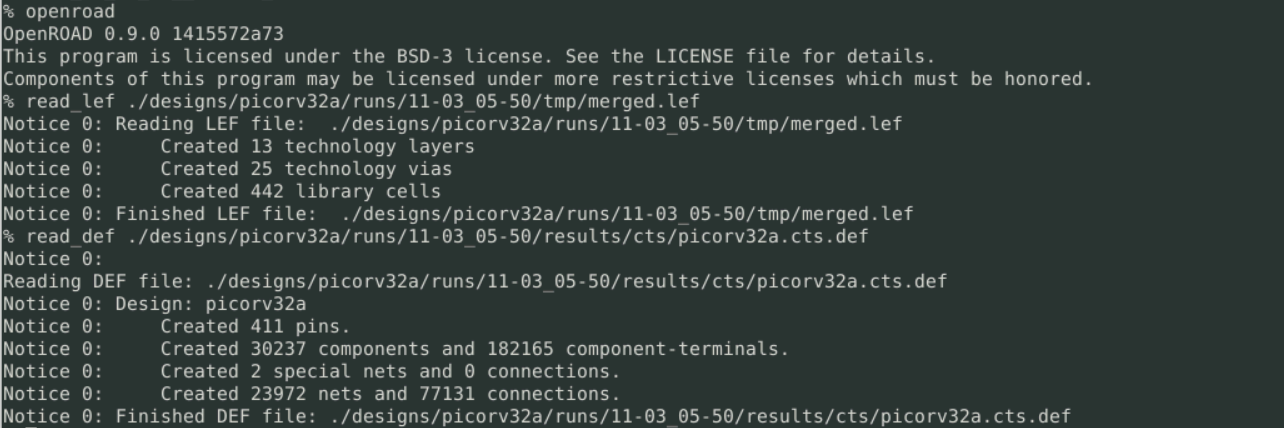 % openroad
OpenROAD 0.9.0 1415572a73
This program is licensed under the BSD-3 license. See the LICENSE file for details.
Components of this program may be licensed under more restrictive licenses which must be honored.
% read_lef ./designs/picorv32a/runs/11-03_05-50/tmp/merged.lef
Notice 0: Reading LEF file:  ./designs/picorv32a/runs/11-03_05-50/tmp/merged.lef
Notice 0:     Created 13 technology layers
Notice 0:     Created 25 technology vias
Notice 0:     Created 442 library cells
Notice 0: Finished LEF file:  ./designs/picorv32a/runs/11-03_05-50/tmp/merged.lef
% read_def ./designs/picorv32a/runs/11-03_05-50/results/cts/picorv32a.cts.def
Notice 0:
Reading DEF file: ./designs/picorv32a/runs/11-03_05-50/results/cts/picorv32a.cts.def
Notice 0: Design: picorv32a
Notice 0:     Created 411 pins.
Notice 0:     Created 30237 components and 182165 component-terminals.
Notice 0:     Created 2 special nets and 0 connections.
Notice 0:     Created 23972 nets and 77131 connections.
Notice 0: Finished DEF file: ./designs/picorv32a/runs/11-03_05-50/results/cts/picorv32a.cts.def